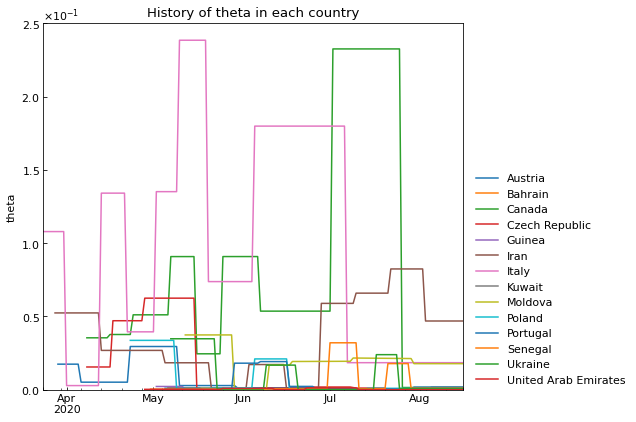 History of theta in each country
×10⁻¹
2.5
2.0
1.5
1.0
0.5
0.0
theta
Apr May Jun Jul Aug
2020
Austria
Bahrain
Canada
Czech Republic
Guinea
Iran
Italy
Kuwait
Moldova
Poland
Portugal
Senegal
Ukraine
United Arab Emirates